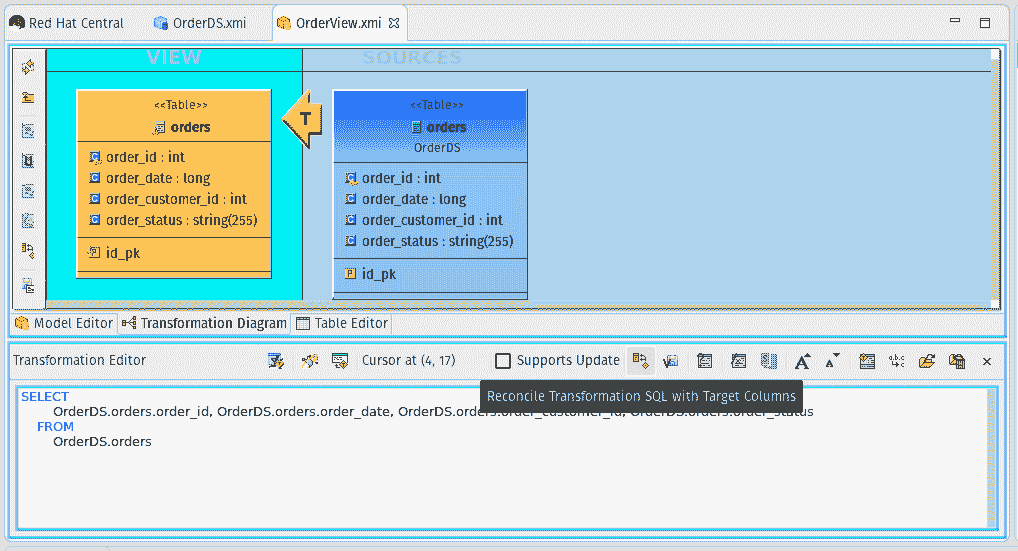 Red Hat Central OrderDS.xmi OrderView.xmi
VIEW SOURCES
<<Table>>
orders
order_id : int
order_date : long
order_customer_id : int
order_status : string(255)
id_pk
T
<<Table>>
orders
OrderDS
order_id : int
order_date : long
order_customer_id : int
order_status : string(255)
id_pk
Model Editor Transformation Diagram Table Editor
Transformation Editor Cursor at (4, 17) Supports Update
Reconcile Transformation SQL with Target Columns
SELECT
OrderDS.orders.order_id, OrderDS.orders.order_date, OrderDS.orders.order_customer_id, OrderDS.orders.order_status
FROM
OrderDS.orders